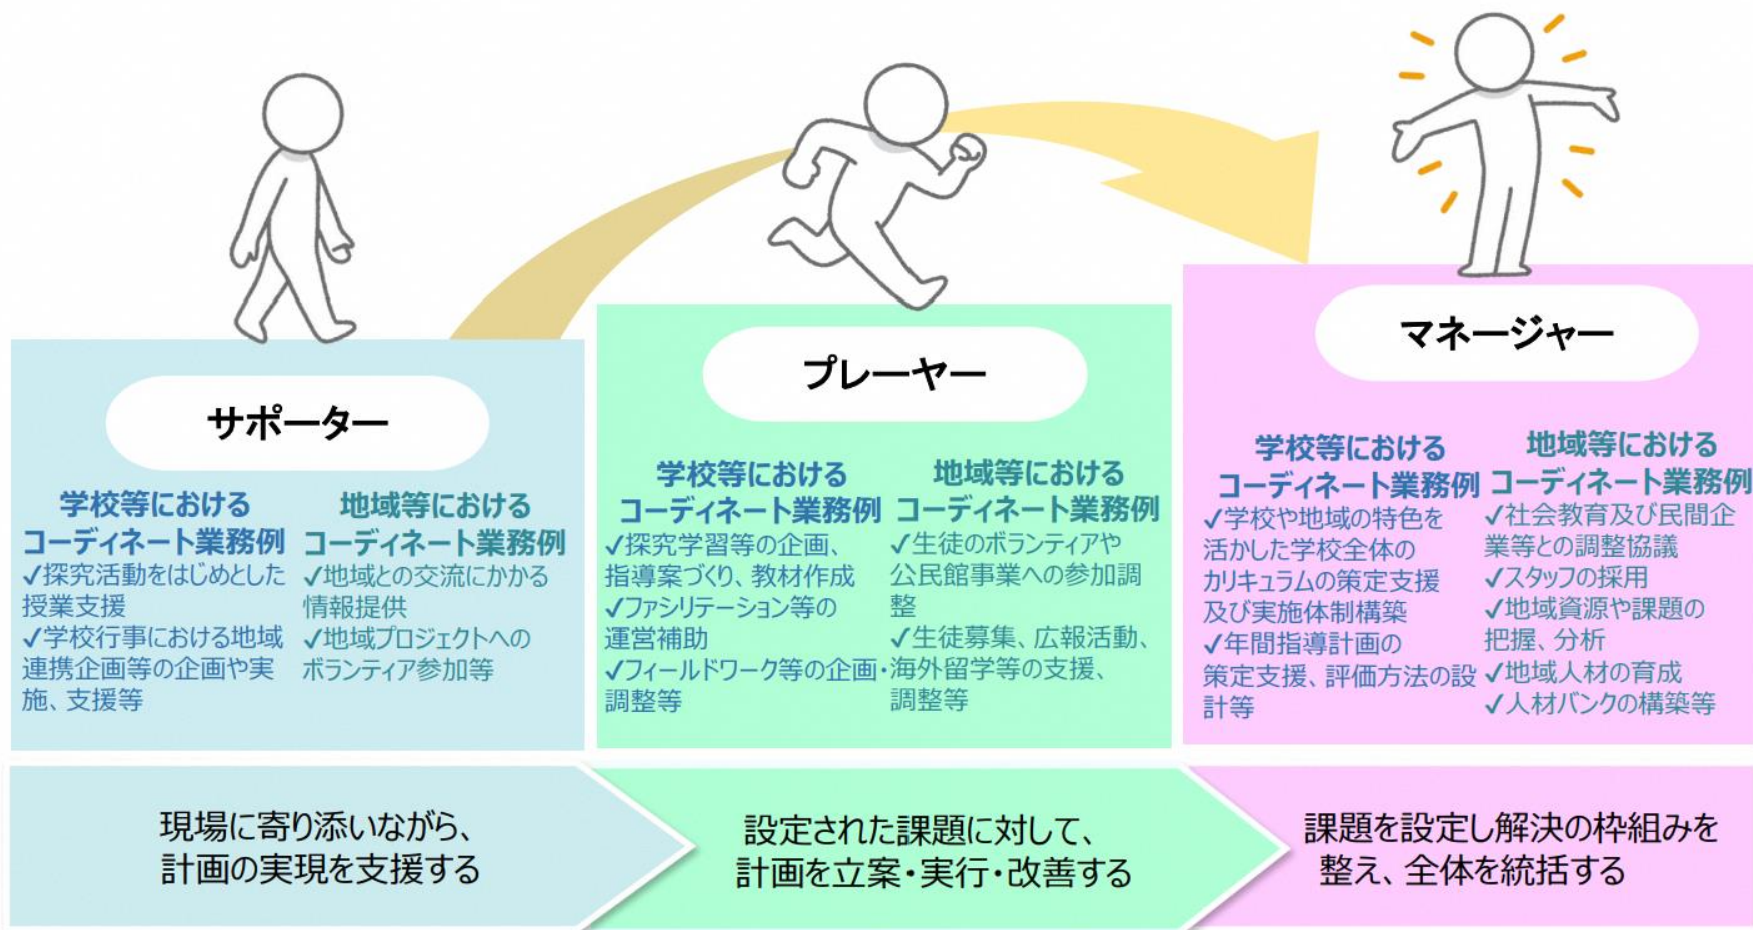 サポーター
学校等における
コーディネート業務例
✓探究活動をはじめとした
授業支援
✓学校行事における地域
連携企画等の企画や実
施、支援等
地域等における
コーディネート業務例
✓地域との交流にかかる
情報提供
✓地域プロジェクトへの
ボランティア参加等
プレーヤー
学校等における
コーディネート業務例
✓探究学習等の企画、
指導案づくり、教材作成
✓ファシリテーション等の
運営補助
✓フィールドワーク等の企画・
調整等
地域等における
コーディネート業務例
✓生徒のボランティアや
公民館事業への参加調
整
✓生徒募集、広報活動、
海外留学等の支援、
調整等
マネージャー
学校等における
コーディネート業務例
✓学校や地域の特色を
活かした学校全体の
カリキュラムの策定支援
及び実施体制構築
✓年間指導計画の
策定支援、評価方法の設
計等
地域等における
コーディネート業務例
✓社会教育及び民間企
業等との調整協議
✓スタッフの採用
✓地域資源や課題の
把握、分析
✓地域人材の育成
✓人材バンクの構築等
現場に寄り添いながら、
計画の実現を支援する
設定された課題に対して、
計画を立案・実行・改善する
課題を設定し解決の枠組みを
整え、全体を統括する